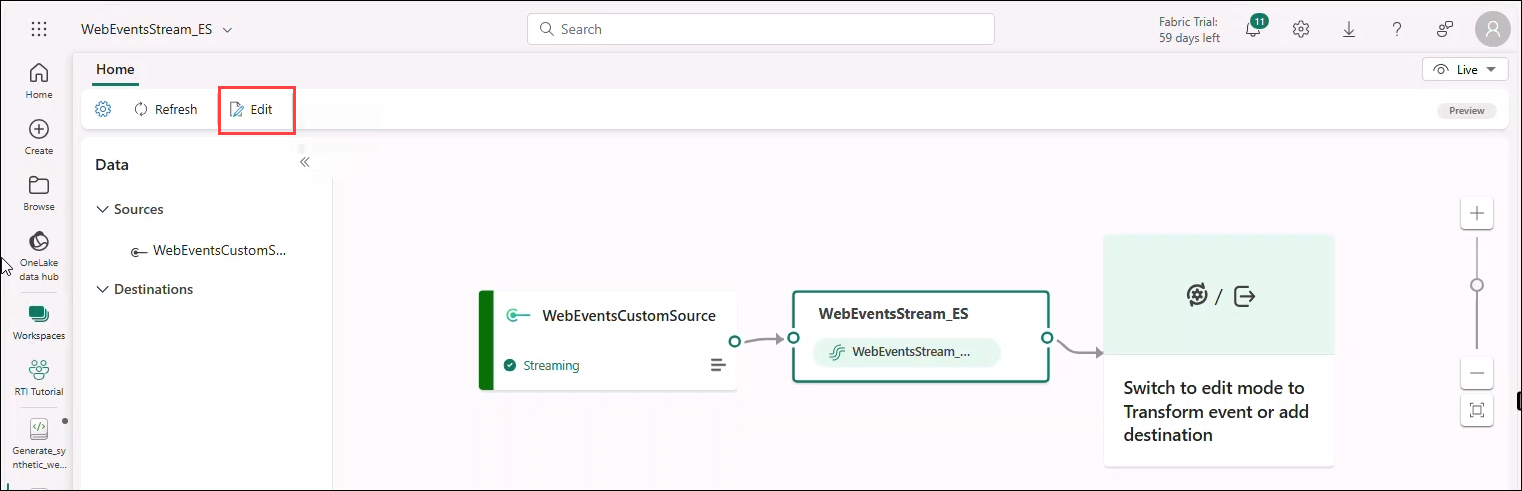 WebEventsStream_ES
Search
Fabric Trial:
59 days left
11
Home
Live
Refresh
Edit
Preview
Home
Create
Browse
OneLake
data hub
Workspaces
RTI Tutorial
Generate_sy
nthetic_we...
Data
Sources
WebEventsCustomS...
Destinations
WebEventsCustomSource
Streaming
WebEventsStream_ES
WebEventsStream_...
/
Switch to edit mode to
Transform event or add
destination